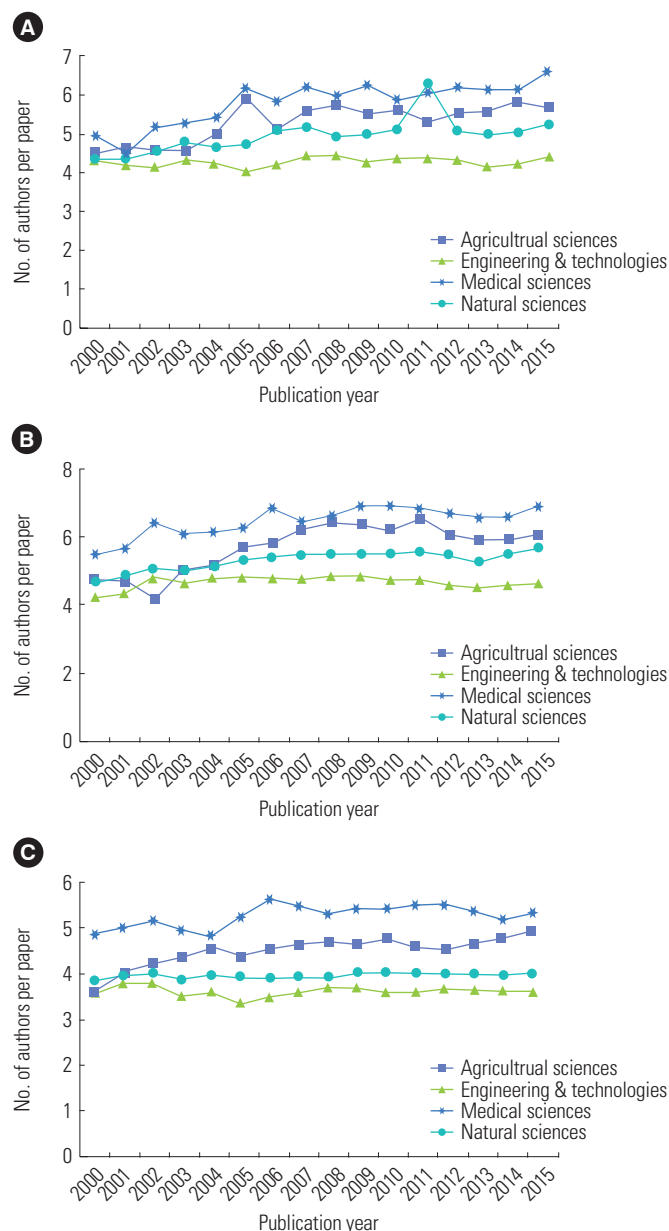 A
7
6
5
4
3
2
1
0
No. of authors per paper
Agricultrual sciences
Engineering & technologies
Medical sciences
Natural sciences
2000 2001 2002 2003 2004 2005 2006 2007 2008 2009 2010 2011 2012 2013 2014 2015
Publication year
B
8
6
4
2
0
No. of authors per paper
Agricultrual sciences
Engineering & technologies
Medical sciences
Natural sciences
2000 2001 2002 2003 2004 2005 2006 2007 2008 2009 2010 2011 2012 2013 2014 2015
Publication year
C
6
5
4
3
2
1
0
No. of authors per paper
Agricultrual sciences
Engineering & technologies
Medical sciences
Natural sciences
2000 2001 2002 2003 2004 2005 2006 2007 2008 2009 2010 2011 2012 2013 2014 2015
Publication year